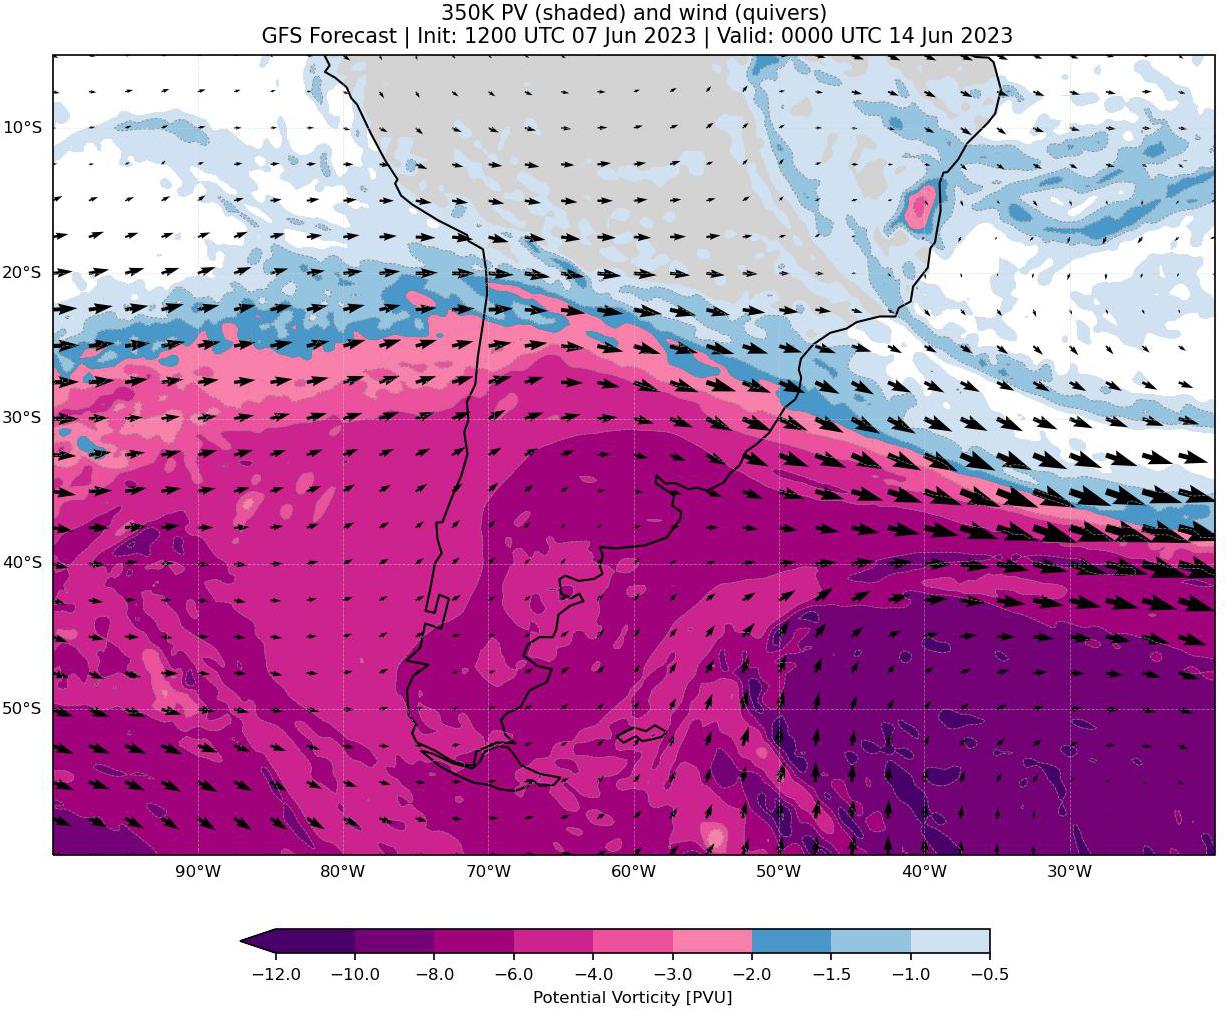 350K PV (shaded) and wind (quivers)
GFS Forecast | Init: 1200 UTC 07 Jun 2023 | Valid: 0000 UTC 14 Jun 2023
10°S
20°S
30°S
40°S
50°S
90°W 80°W 70°W 60°W 50°W 40°W 30°W
−12.0 −10.0 −8.0 −6.0 −4.0 −3.0 −2.0 −1.5 −1.0 −0.5
Potential Vorticity [PVU]